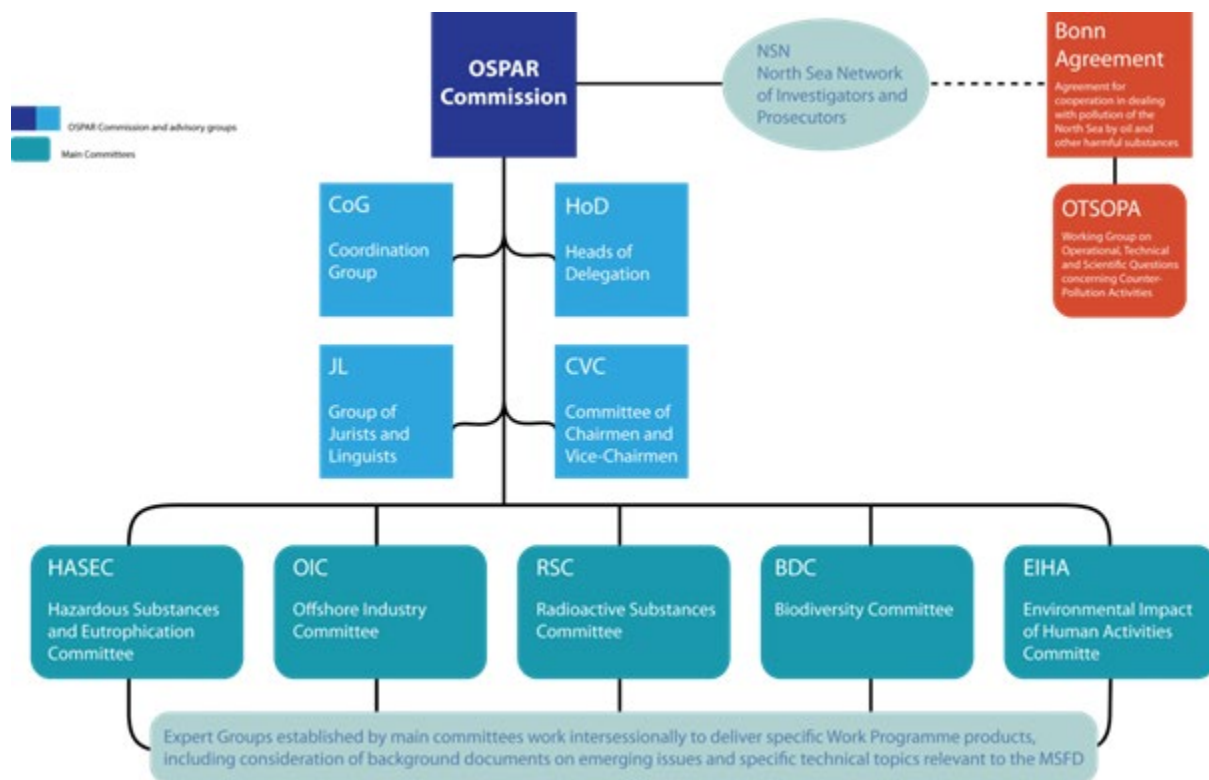 OSPAR
Commission
NSN
North Sea Network
of Investigators and
Prosecutors
Bonn
Agreement
Agreement for
cooperation in dealing
with pollution of the
North Sea by oil and
other harmful substances
OSPAR Commission and advisory groups
Main Committees
CoG
Coordination
Group
HoD
Heads of
Delegation
OTSOPA
Working Group on
Operational, Technical
and Scientific Questions
concerning Counter-
Pollution Activities
JL
Group of
Jurists and
Linguists
CVC
Committee of
Chairmen and
Vice-Chairmen
HASEC
Hazardous Substances
and Eutrophication
Committee
OIC
Offshore Industry
Committee
RSC
Radioactive Substances
Committee
BDC
Biodiversity Committee
EIHA
Environmental Impact
of Human Activities
Committe
Expert Groups established by main committees work intersessionally to deliver specific Work Programme products,
including consideration of background documents on emerging issues and specific technical topics relevant to the MSFD